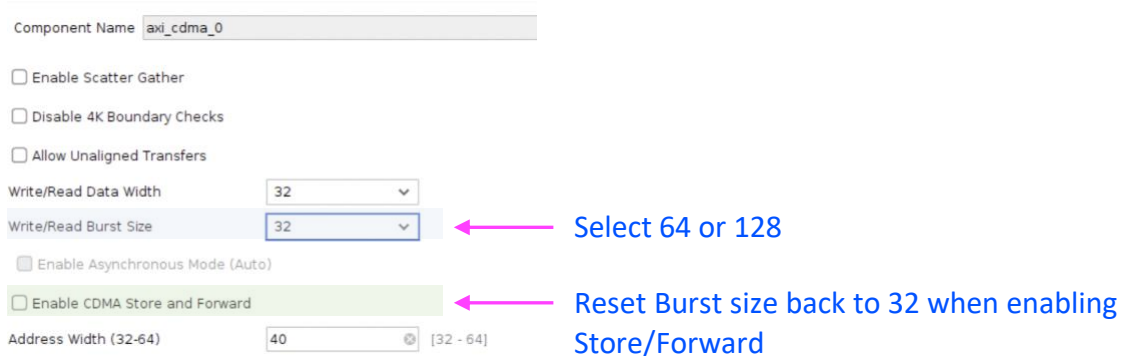 Component Name axi_cdma_0
Enable Scatter Gather
Disable 4K Boundary Checks
Allow Unaligned Transfers
Write/Read Data Width 32
Write/Read Burst Size 32
Select 64 or 128
Enable Asynchronous Mode (Auto)
Enable CDMA Store and Forward
Reset Burst size back to 32 when enabling
Store/Forward
Address Width (32-64) 40 [32 - 64]